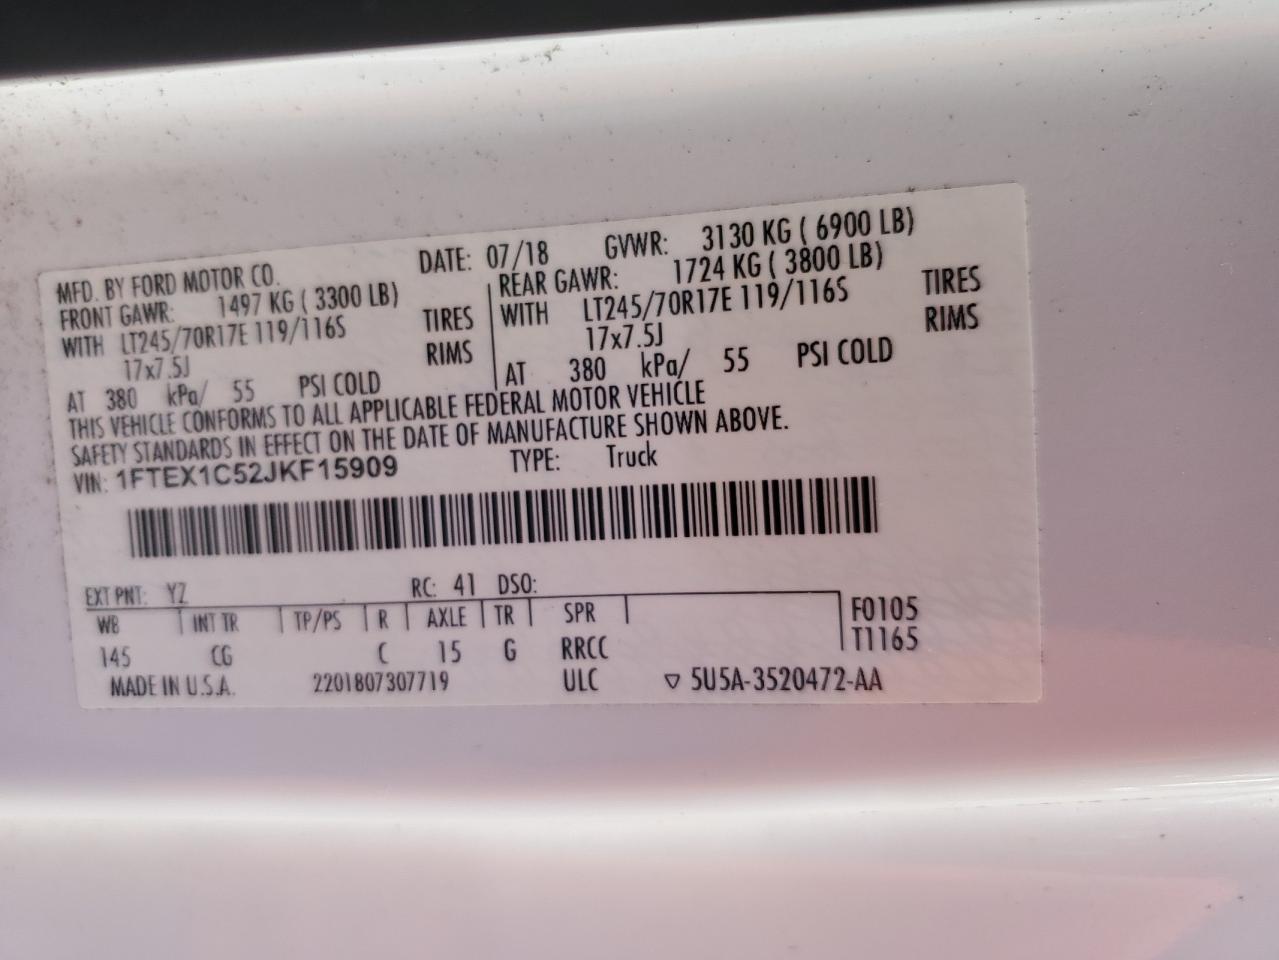 MFD. BY FORD MOTOR CO. DATE: 07/18 GVWR: 3130 KG ( 6900 LB)
FRONT GAWR: 1497 KG ( 3300 LB) REAR GAWR: 1724 KG ( 3800 LB)
WITH LT245/70R17E 119/116S TIRES WITH LT245/70R17E 119/116S TIRES
17x7.5J RIMS 17x7.5J RIMS
AT 380 kPa/ 55 PSI COLD AT 380 kPa/ 55 PSI COLD
THIS VEHICLE CONFORMS TO ALL APPLICABLE FEDERAL MOTOR VEHICLE
SAFETY STANDARDS IN EFFECT ON THE DATE OF MANUFACTURE SHOWN ABOVE.
VIN: 1FTEX1C52JKF15909 TYPE: Truck
EXT PNT: YZ RC: 41 DSO:
WB INT TR TP/PS R AXLE TR SPR F0105
145 CG C 15 G RRCC T1165
MADE IN U.S.A. 2201807307719 ULC ▽ 5U5A-3520472-AA